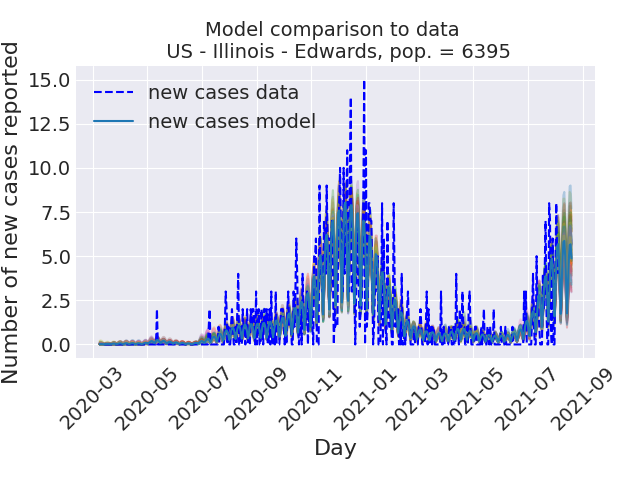 Model comparison to data
US - Illinois - Edwards, pop. = 6395
Number of new cases reported
15.0
12.5
10.0
7.5
5.0
2.5
0.0
new cases data
new cases model
2020-03
2020-05
2020-07
2020-09
2020-11
2021-01
2021-03
2021-05
2021-07
2021-09
Day